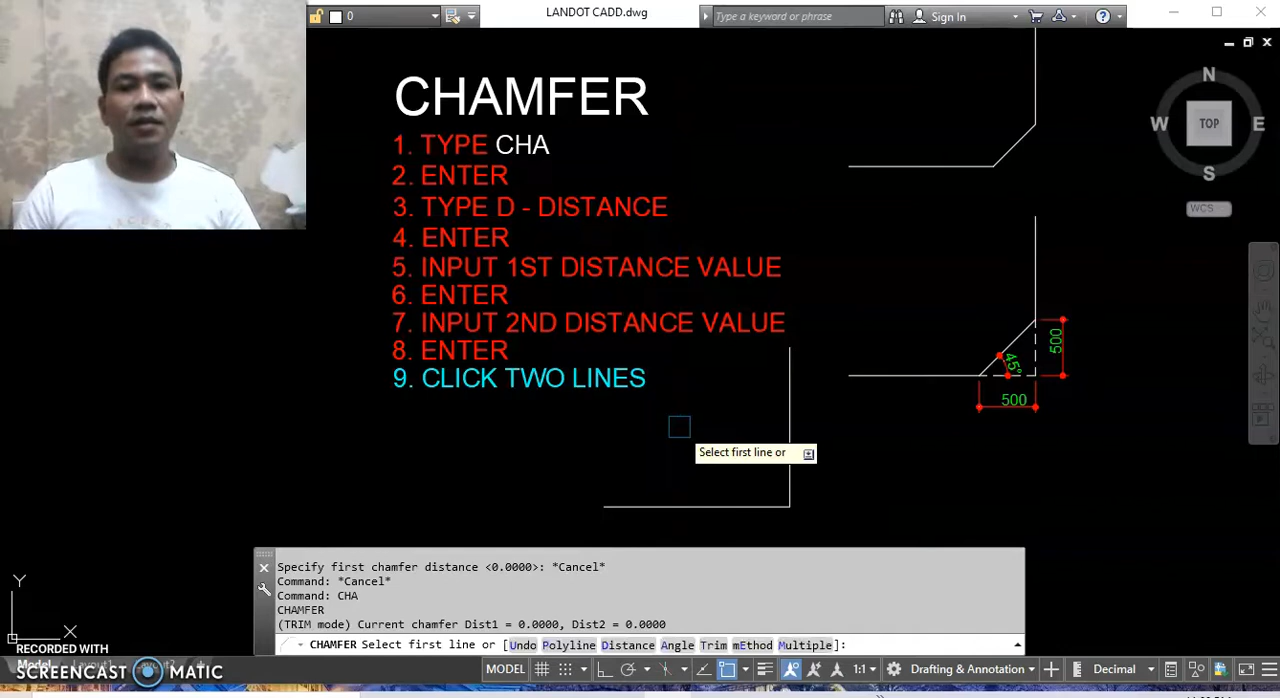 0
LANDOT CADD.dwg
Type a keyword or phrase
Sign In
CHAMFER
1. TYPE CHA
2. ENTER
3. TYPE D - DISTANCE
4. ENTER
5. INPUT 1ST DISTANCE VALUE
6. ENTER
7. INPUT 2ND DISTANCE VALUE
8. ENTER
9. CLICK TWO LINES
N
W TOP E
S
WCS
500
45°
500
Select first line or
Specify first chamfer distance <0.0000>: *Cancel*
Command: *Cancel*
Command: CHA
CHAMFER
(TRIM mode) Current chamfer Dist1 = 0.0000, Dist2 = 0.0000
CHAMFER Select first line or [Undo Polyline Distance Angle Trim mEthod Multiple]:
Y
X
RECORDED WITH
SCREENCAST MATIC
Model
MODEL
1:1
Drafting & Annotation
Decimal